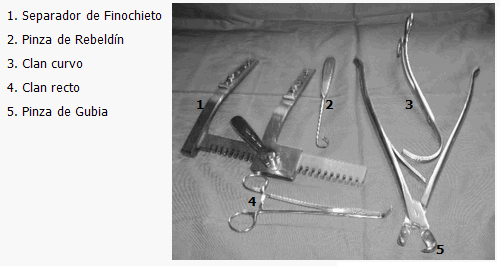 1. Separador de Finochieto
2. Pinza de Rebeldín
3. Clan curvo
4. Clan recto
5. Pinza de Gubia
1
2
3
4
5